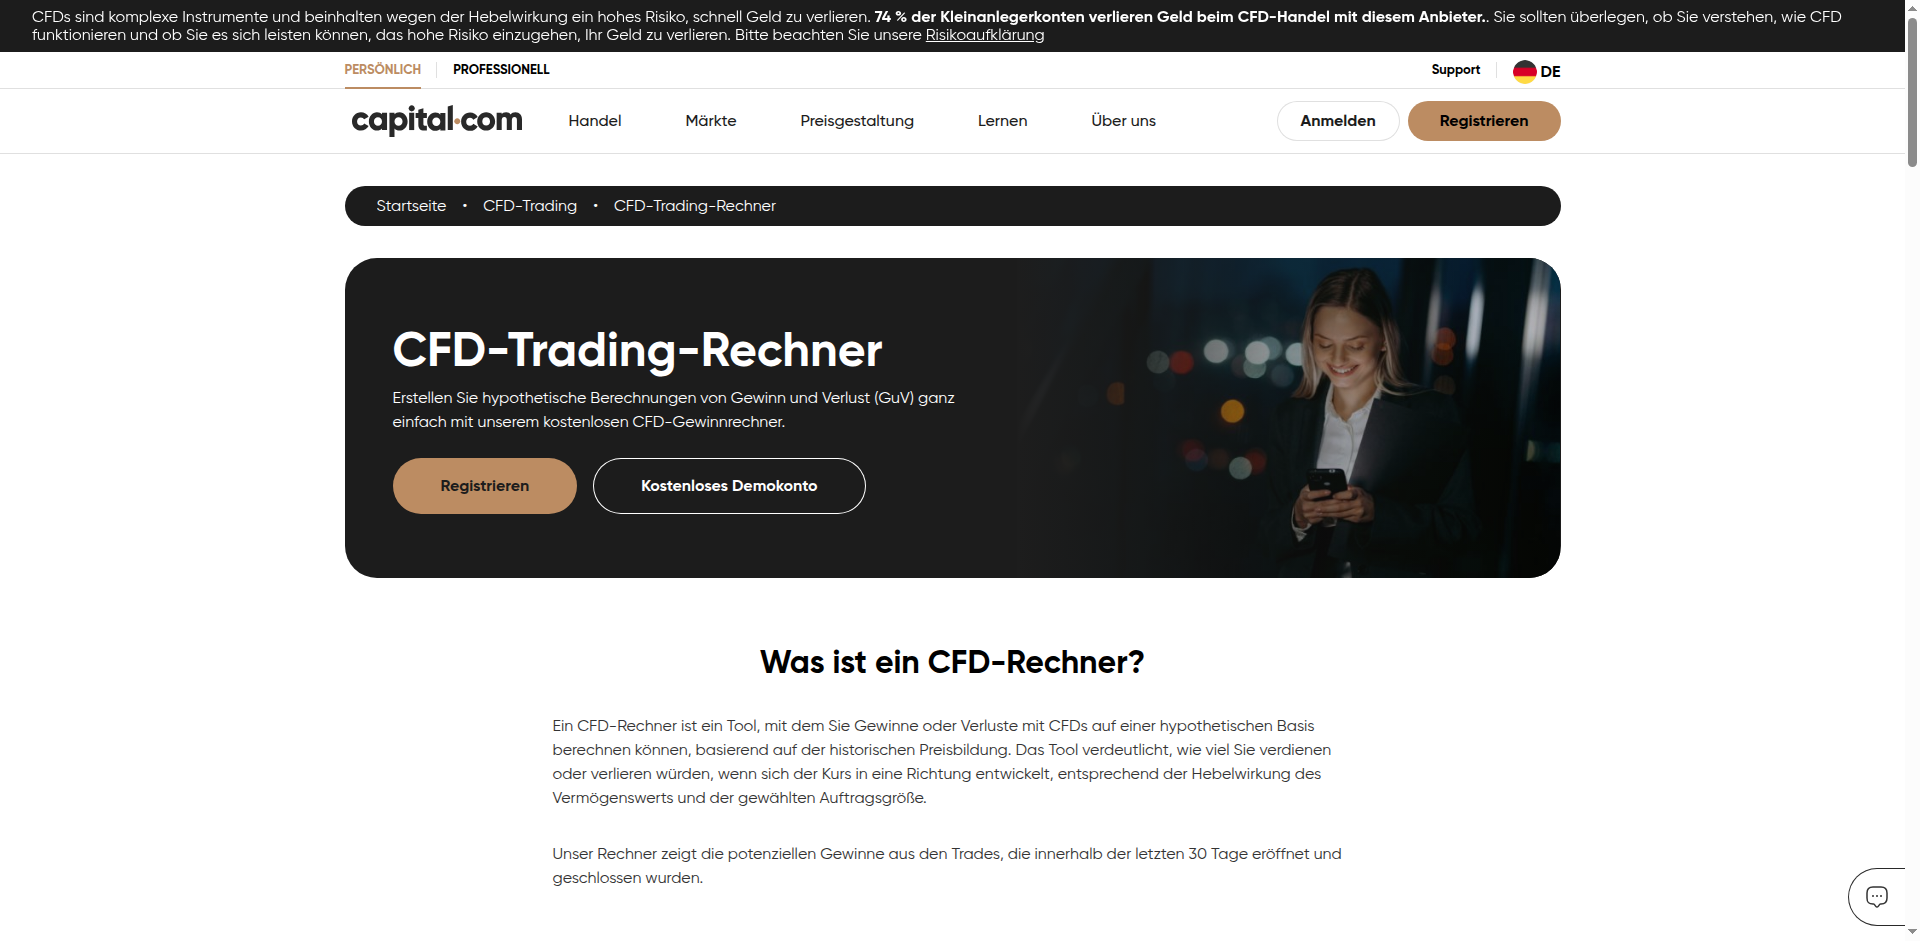 CFDs sind komplexe Instrumente und beinhalten wegen der Hebelwirkung ein hohes Risiko, schnell Geld zu verlieren. 74 % der Kleinanlegerkonten verlieren Geld beim CFD-Handel mit diesem Anbieter.. Sie sollten überlegen, ob Sie verstehen, wie CFD
funktionieren und ob Sie es sich leisten können, das hohe Risiko einzugehen, Ihr Geld zu verlieren. Bitte beachten Sie unsere Risikoaufklärung
PERSÖNLICH PROFESSIONELL Support DE
capital.com Handel Märkte Preisgestaltung Lernen Über uns Anmelden Registrieren
Startseite • CFD-Trading • CFD-Trading-Rechner
CFD-Trading-Rechner
Erstellen Sie hypothetische Berechnungen von Gewinn und Verlust (GuV) ganz
einfach mit unserem kostenlosen CFD-Gewinnrechner.
Registrieren Kostenloses Demokonto
Was ist ein CFD-Rechner?
Ein CFD-Rechner ist ein Tool, mit dem Sie Gewinne oder Verluste mit CFDs auf einer hypothetischen Basis
berechnen können, basierend auf der historischen Preisbildung. Das Tool verdeutlicht, wie viel Sie verdienen
oder verlieren würden, wenn sich der Kurs in eine Richtung entwickelt, entsprechend der Hebelwirkung des
Vermögenswerts und der gewählten Auftragsgröße.
Unser Rechner zeigt die potenziellen Gewinne aus den Trades, die innerhalb der letzten 30 Tage eröffnet und
geschlossen wurden.